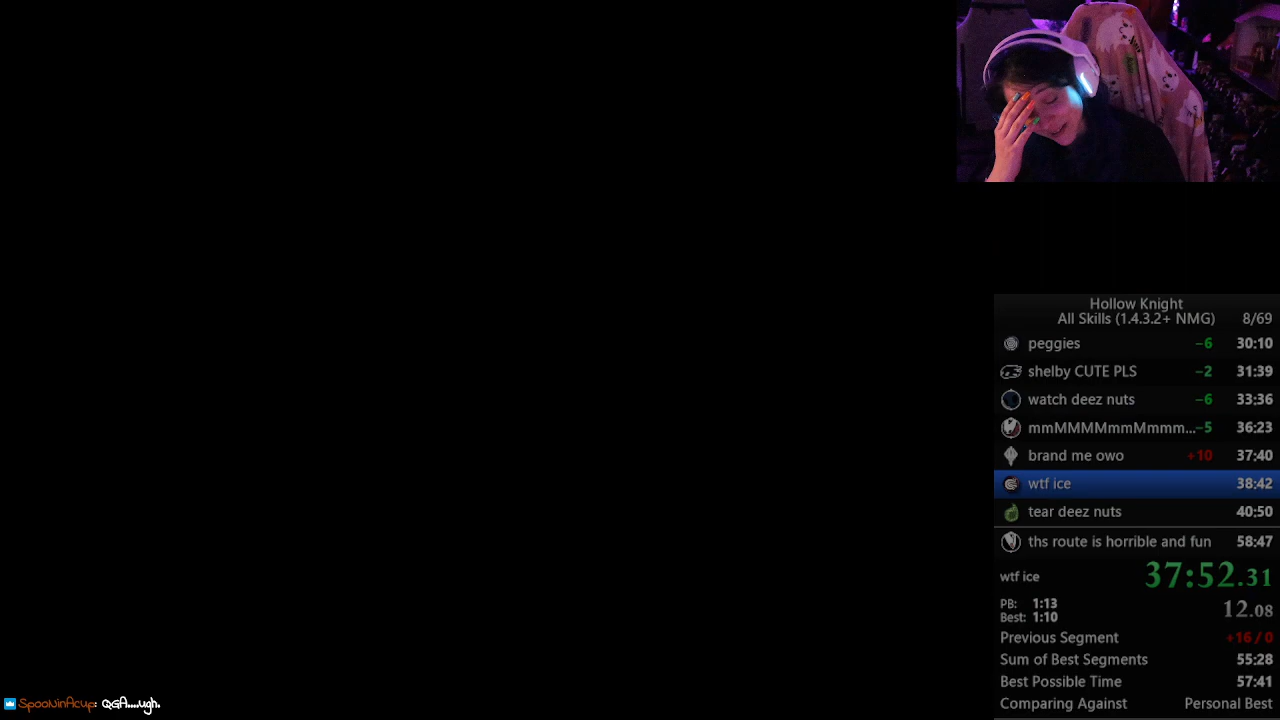 Hollow Knight
All Skills (1.4.3.2+ NMG) 8/69
peggies -6 30:10
shelby CUTE PLS -2 31:39
watch deez nuts -6 33:36
mmMMMMmmMmmm... -5 36:23
brand me owo +10 37:40
wtf ice 38:42
tear deez nuts 40:50
ths route is horrible and fun 58:47
wtf ice 37:52.31
PB: 1:13 12.08
Best: 1:10
Previous Segment +16 / 0
Sum of Best Segments 55:28
Best Possible Time 57:41
Comparing Against Personal Best
SpooNinAcup: QGA....ugh.